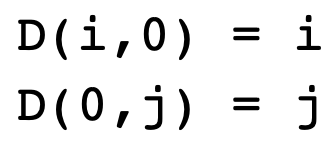 D(i,0) = i
D(0,j) = j